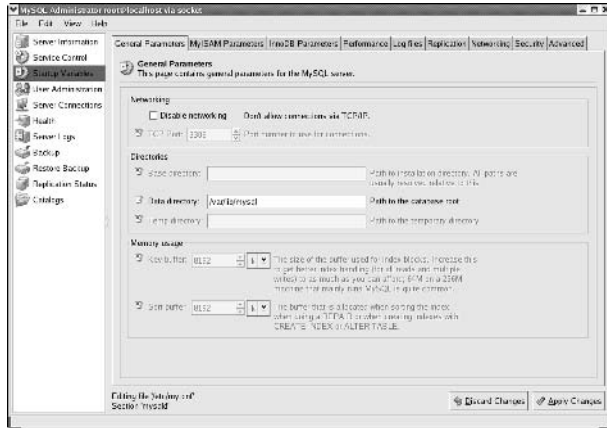 MySQL Administrator root@localhost via socket
File Edit View Help
Server Information
Service Control
Startup Variables
User Administration
Server Connections
Health
Server Logs
Backup
Restore Backup
Replication Status
Catalogs
General Parameters MyISAM Parameters InnoDB Parameters Performance Log files Replication Networking Security Advanced
General Parameters
This page contains general parameters for the MySQL server.
Networking
Disable networking Don't allow connections via TCP/IP.
TCP Port: 3306 Port number to use for connections.
Directories
Base directory: Path to installation directory. All paths are
usually resolved relative to this
Data directory: /var/lib/mysql Path to the database root
Temp directory: Path to the temporary directory
Memory usage
Key buffer: 8192 k The size of the buffer used for index blocks. Increase this
to get better index handling (for all reads and multiple
writes) to as much as you can afford; 64M on a 256M
machine that mainly runs MySQL is quite common.
Sort buffer: 8192 k The buffer that is allocated when sorting the index
when using a REPAIR or when creating indexes with
CREATE INDEX or ALTER TABLE.
Editing file '/etc/my.cnf'
Section 'mysqld'
Discard Changes Apply Changes